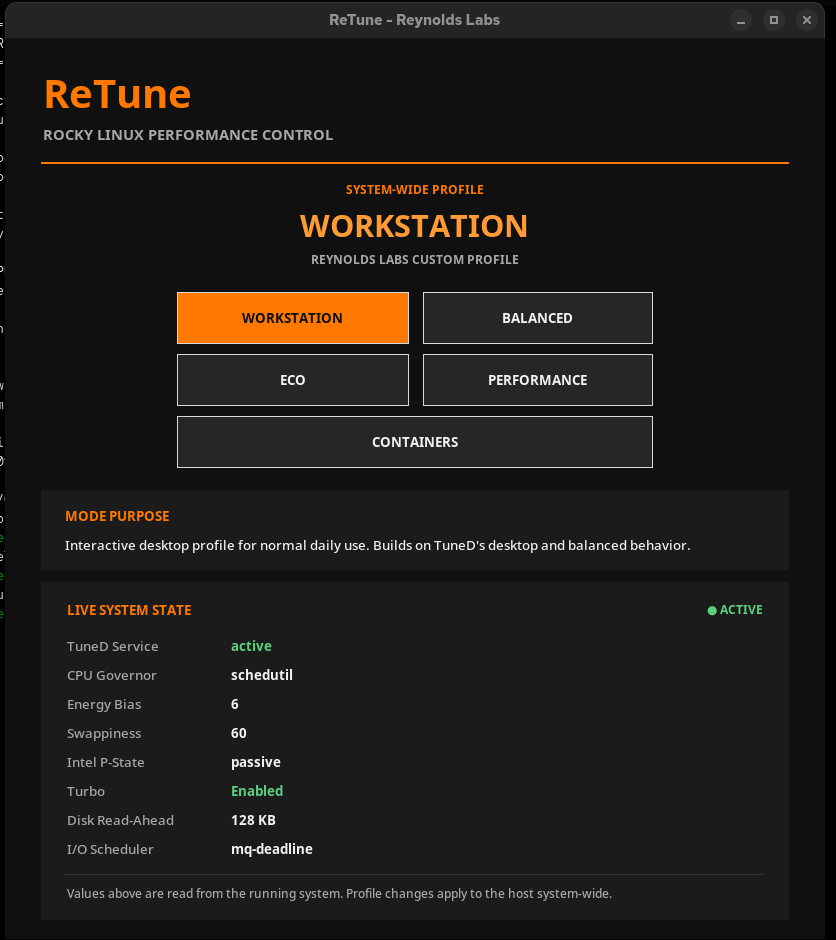 ReTune – Reynolds Labs
ReTune
ROCKY LINUX PERFORMANCE CONTROL
SYSTEM-WIDE PROFILE
WORKSTATION
REYNOLDS LABS CUSTOM PROFILE
WORKSTATION BALANCED
ECO PERFORMANCE
CONTAINERS
MODE PURPOSE
Interactive desktop profile for normal daily use. Builds on TuneD's desktop and balanced behavior.
LIVE SYSTEM STATE ● ACTIVE
TuneD Service active
CPU Governor schedutil
Energy Bias 6
Swappiness 60
Intel P-State passive
Turbo Enabled
Disk Read-Ahead 128 KB
I/O Scheduler mq-deadline
Values above are read from the running system. Profile changes apply to the host system-wide.